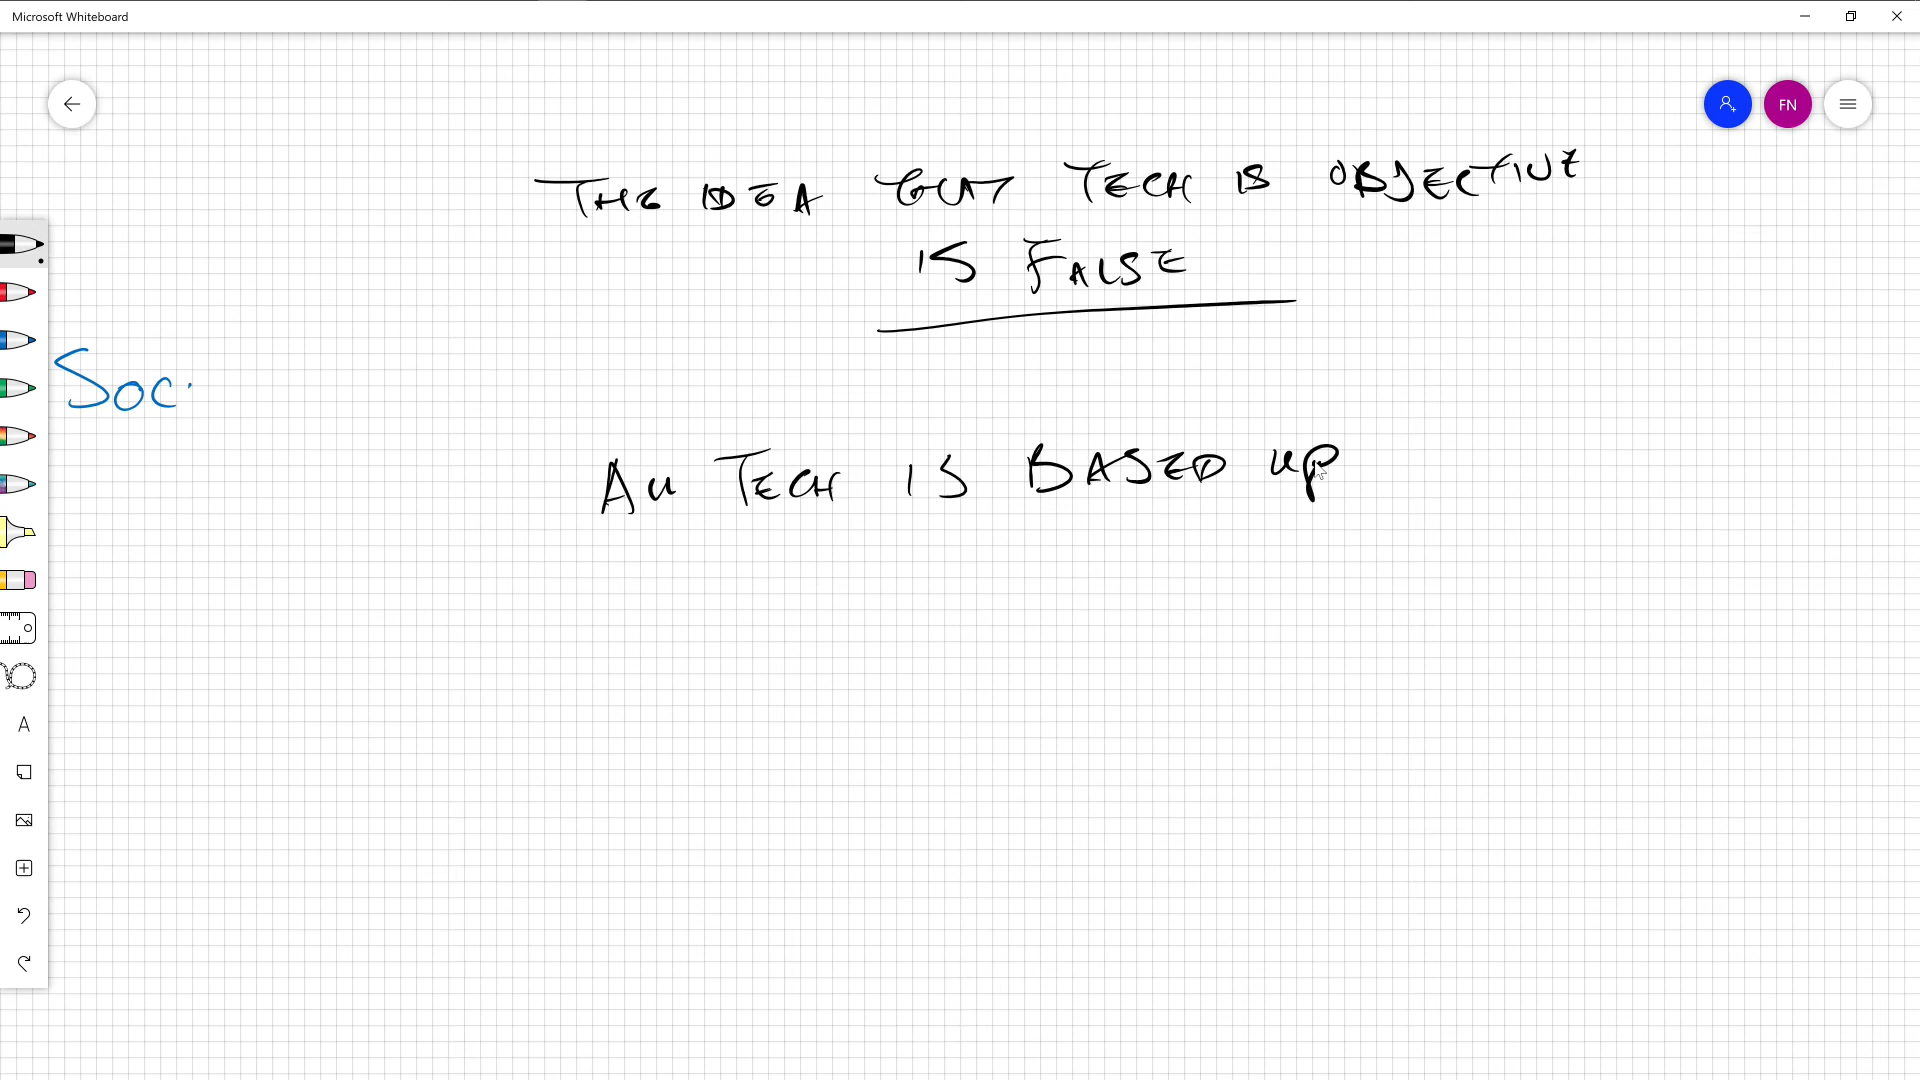 Microsoft Whiteboard
FN
THE IDEA THAT TECH IS OBJECTIVE
IS FALSE
Soc.
ALL TECH IS BASED UP
A